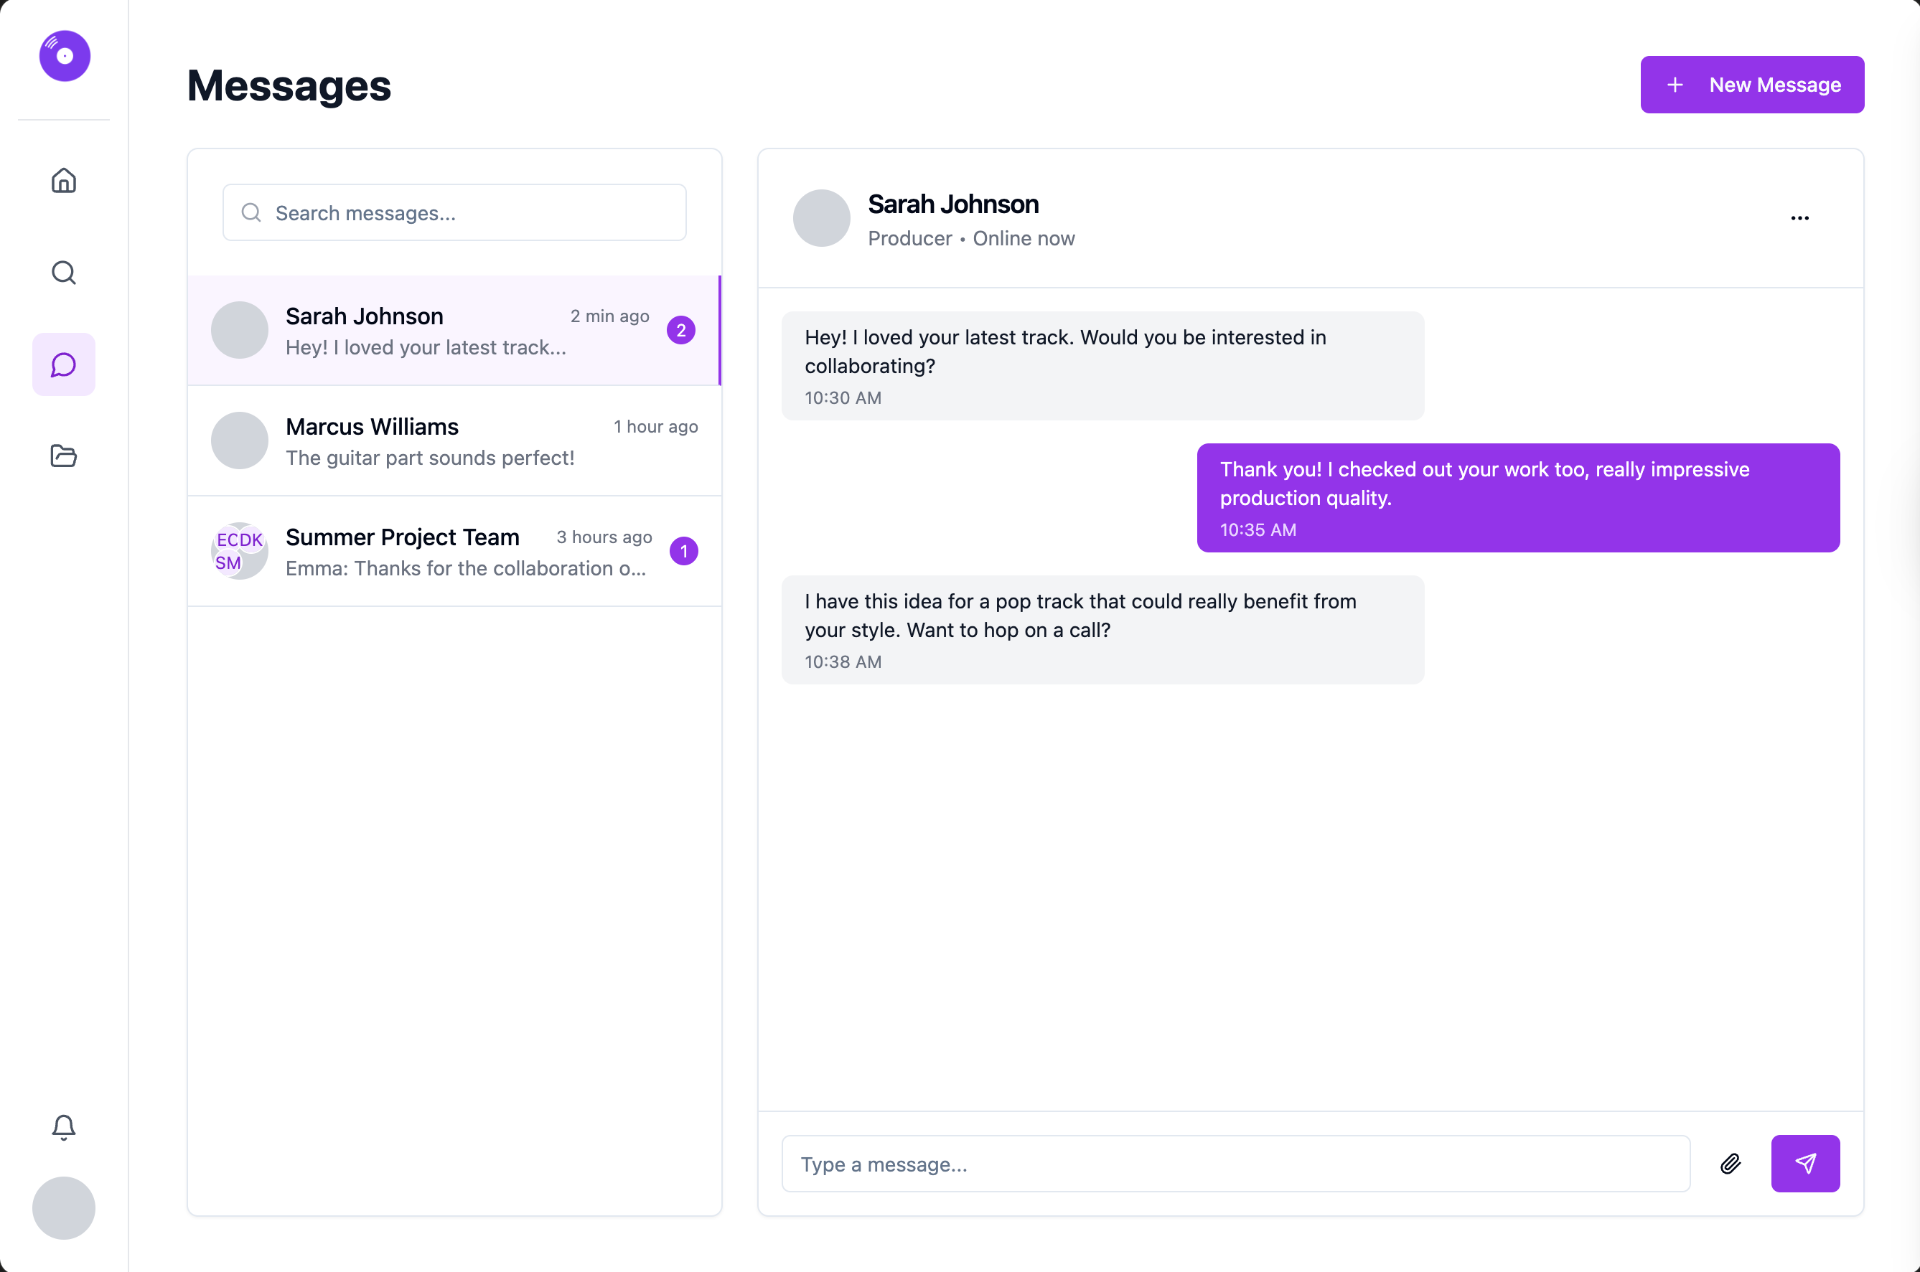 Messages
New Message
Search messages...
Sarah Johnson
2 min ago
2
Hey! I loved your latest track...
Marcus Williams
1 hour ago
The guitar part sounds perfect!
ECDK
SM
Summer Project Team
3 hours ago
1
Emma: Thanks for the collaboration o...
Sarah Johnson
Producer • Online now
Hey! I loved your latest track. Would you be interested in
collaborating?
10:30 AM
Thank you! I checked out your work too, really impressive
production quality.
10:35 AM
I have this idea for a pop track that could really benefit from
your style. Want to hop on a call?
10:38 AM
Type a message...